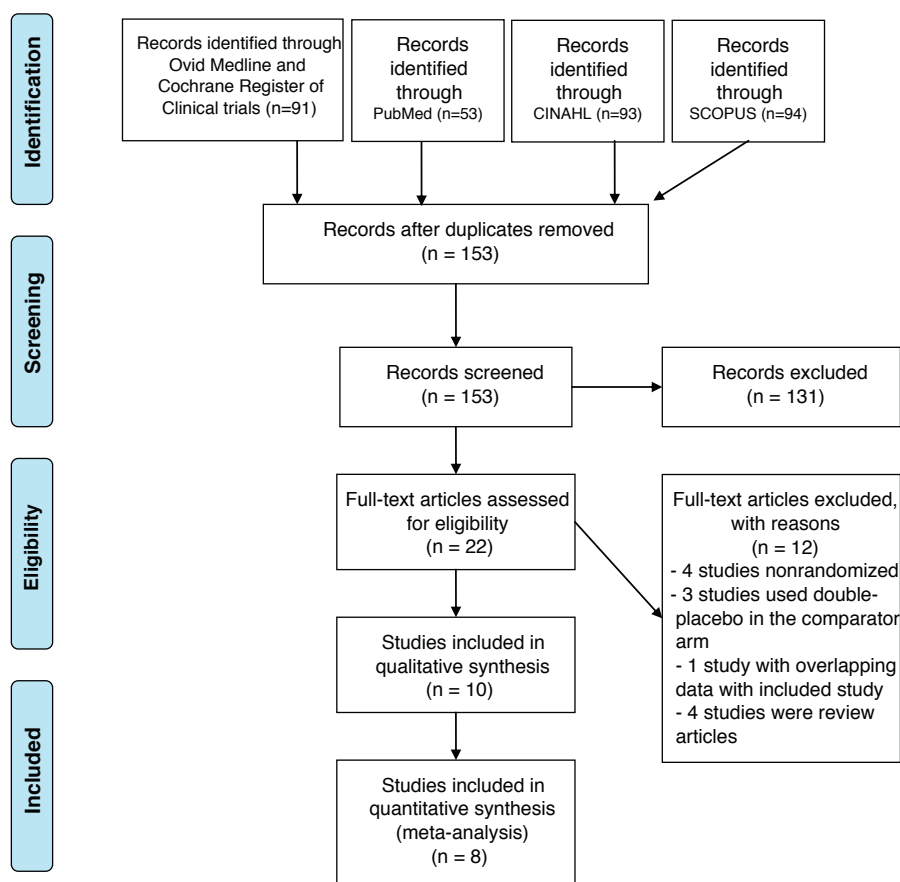 Identification
Records identified through
Ovid Medline and
Cochrane Register of
Clinical trials (n=91)
Records
identified
through
PubMed (n=53)
Records
identified
through
CINAHL (n=93)
Records
identified
through
SCOPUS (n=94)
Records after duplicates removed
(n = 153)
Screening
Records screened
(n = 153)
Records excluded
(n = 131)
Eligibility
Full-text articles assessed
for eligibility
(n = 22)
Full-text articles excluded,
with reasons
(n = 12)
- 4 studies nonrandomized
- 3 studies used double-
placebo in the comparator
arm
- 1 study with overlapping
data with included study
- 4 studies were review
articles
Studies included in
qualitative synthesis
(n = 10)
Included
Studies included in
quantitative synthesis
(meta-analysis)
(n = 8)